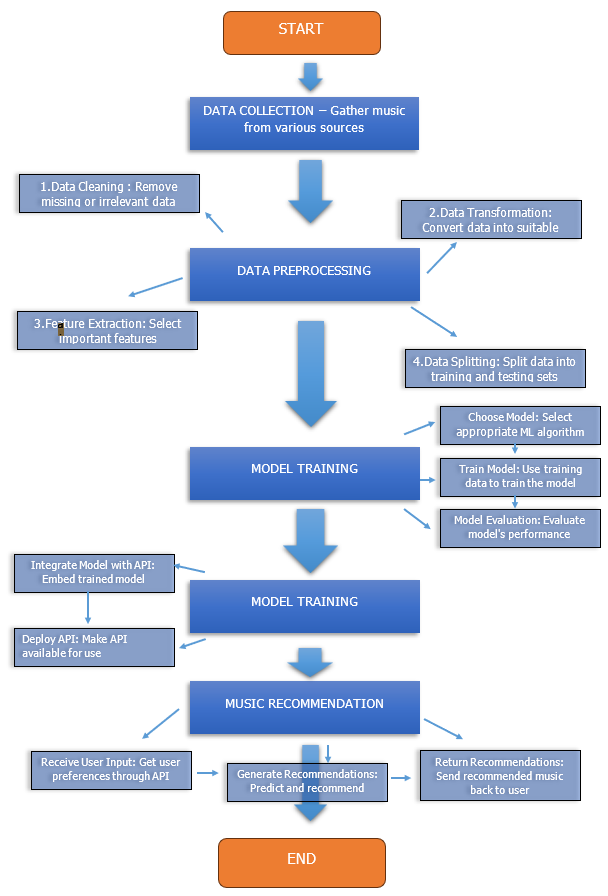 START
DATA COLLECTION – Gather music
from various sources
1.Data Cleaning : Remove
missing or irrelevant data
2.Data Transformation:
Convert data into suitable
DATA PREPROCESSING
3.Feature Extraction: Select
important features
4.Data Splitting: Split data into
training and testing sets
Choose Model: Select
appropriate ML algorithm
MODEL TRAINING
Train Model: Use training
data to train the model
Model Evaluation: Evaluate
model's performance
Integrate Model with API:
Embed trained model
MODEL TRAINING
Deploy API: Make API
available for use
MUSIC RECOMMENDATION
Receive User Input: Get user
preferences through API
Generate Recommendations:
Predict and recommend
Return Recommendations:
Send recommended music
back to user
END